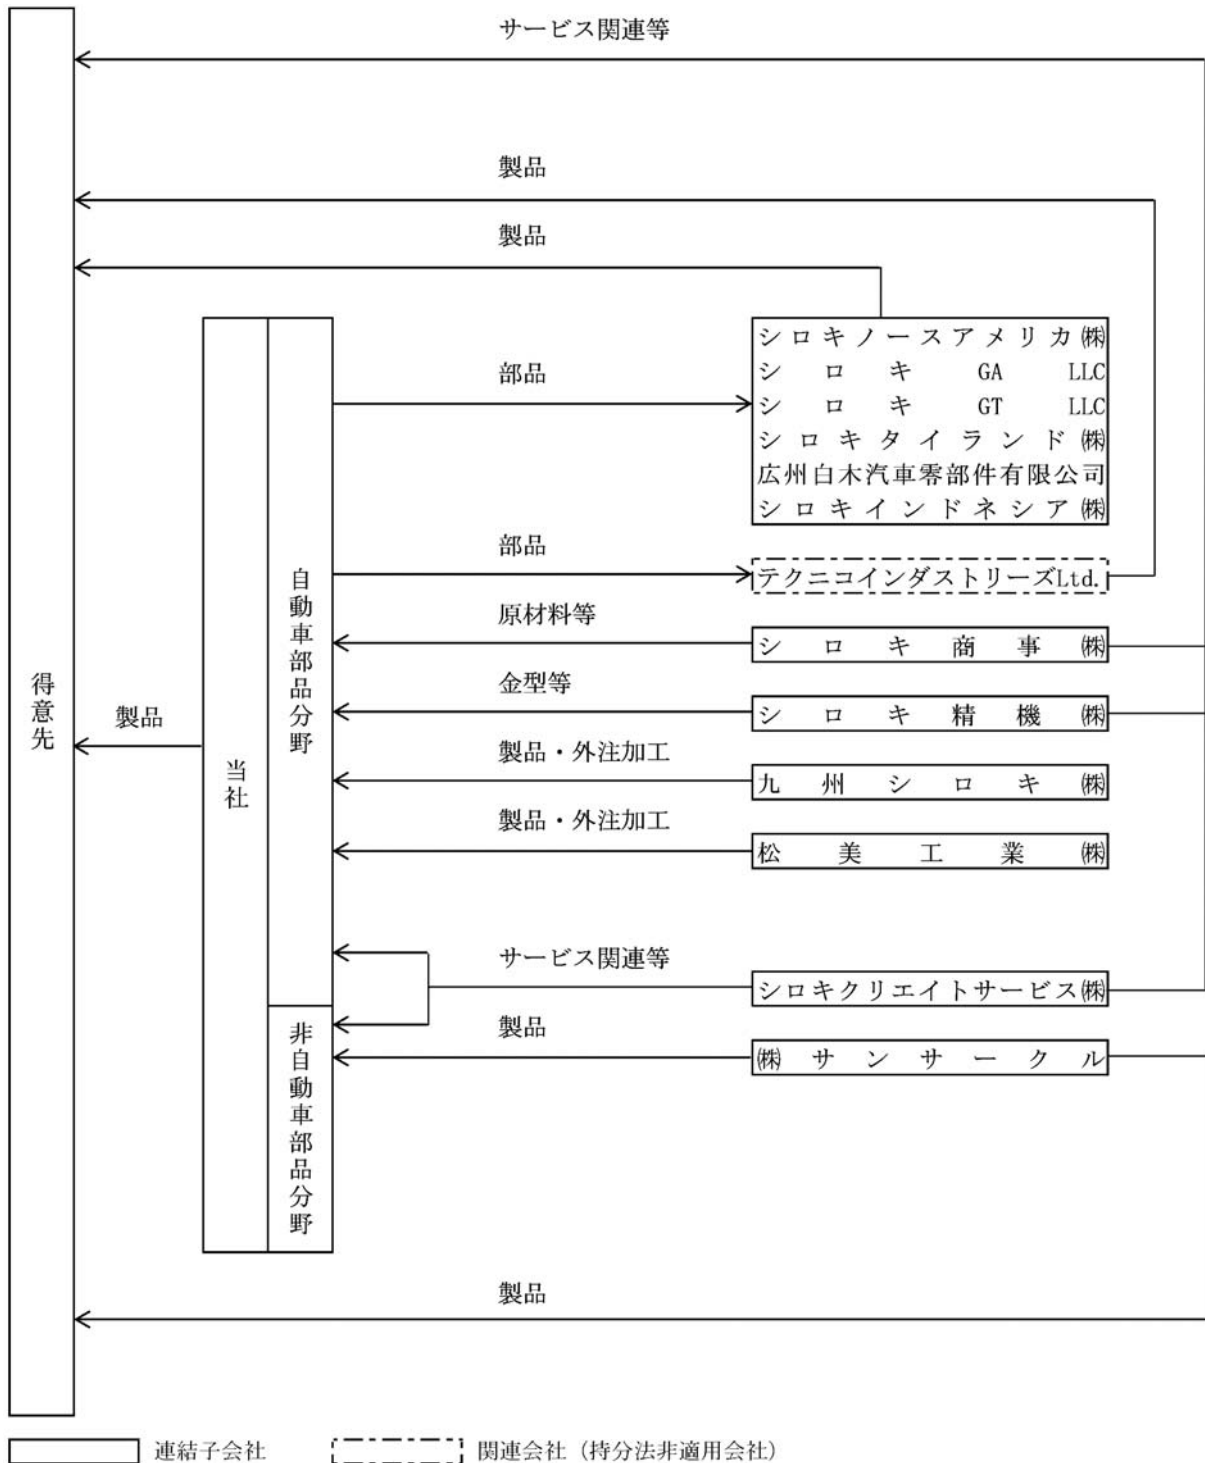 サービス関連等
製品
製品
部品
シロキノースアメリカ㈱
シロキ GA LLC
シロキ GT LLC
シロキタイランド㈱
広州白木汽車零部件有限公司
シロキインドネシア㈱
部品
テクニコインダストリーズLtd.
原材料等
シロキ商事㈱
金型等
シロキ精機㈱
製品・外注加工
九州シロキ㈱
製品・外注加工
松美工業㈱
サービス関連等
シロキクリエイトサービス㈱
製品
㈱サンサークル
得意先
製品
当社
自動車部品分野
非自動車部品分野
製品
連結子会社
関連会社（持分法非適用会社）